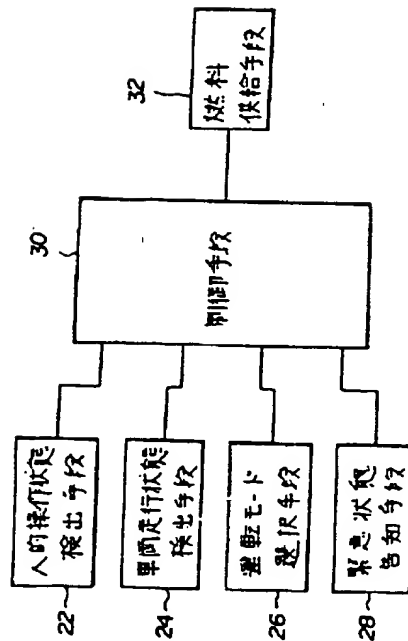 22
人的操作状態
検出手段
24
車両走行状態
検出手段
26
運転モード
選択手段
28
緊急状態
告知手段
30
制御手段
32
燃料
供給手段